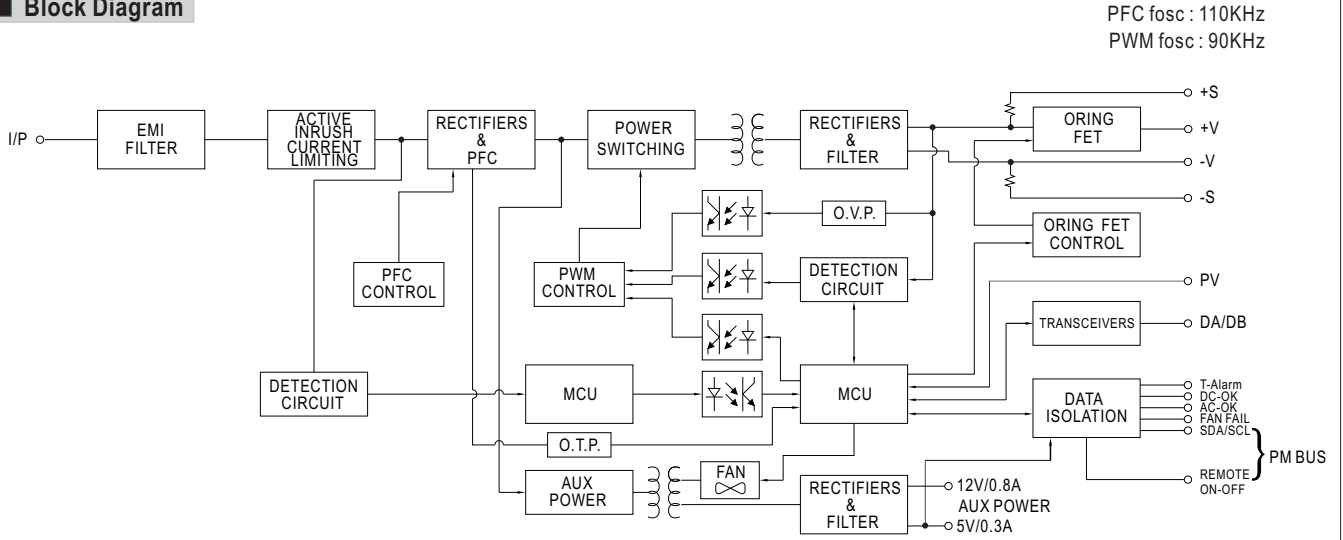 Block Diagram
PFC fosc : 110KHz
PWM fosc : 90KHz
I/P
EMI
FILTER
ACTIVE
INRUSH
CURRENT
LIMITING
RECTIFIERS
&
PFC
POWER
SWITCHING
RECTIFIERS
&
FILTER
ORING
FET
+S
+V
-V
-S
O.V.P.
ORING FET
CONTROL
PFC
CONTROL
PWM
CONTROL
DETECTION
CIRCUIT
PV
TRANSCEIVERS
DA/DB
DETECTION
CIRCUIT
MCU
MCU
DATA
ISOLATION
T-Alarm
DC-OK
AC-OK
FAN FAIL
SDA/SCL
PM BUS
REMOTE
ON-OFF
O.T.P.
AUX
POWER
FAN
RECTIFIERS
&
FILTER
12V/0.8A
AUX POWER
5V/0.3A